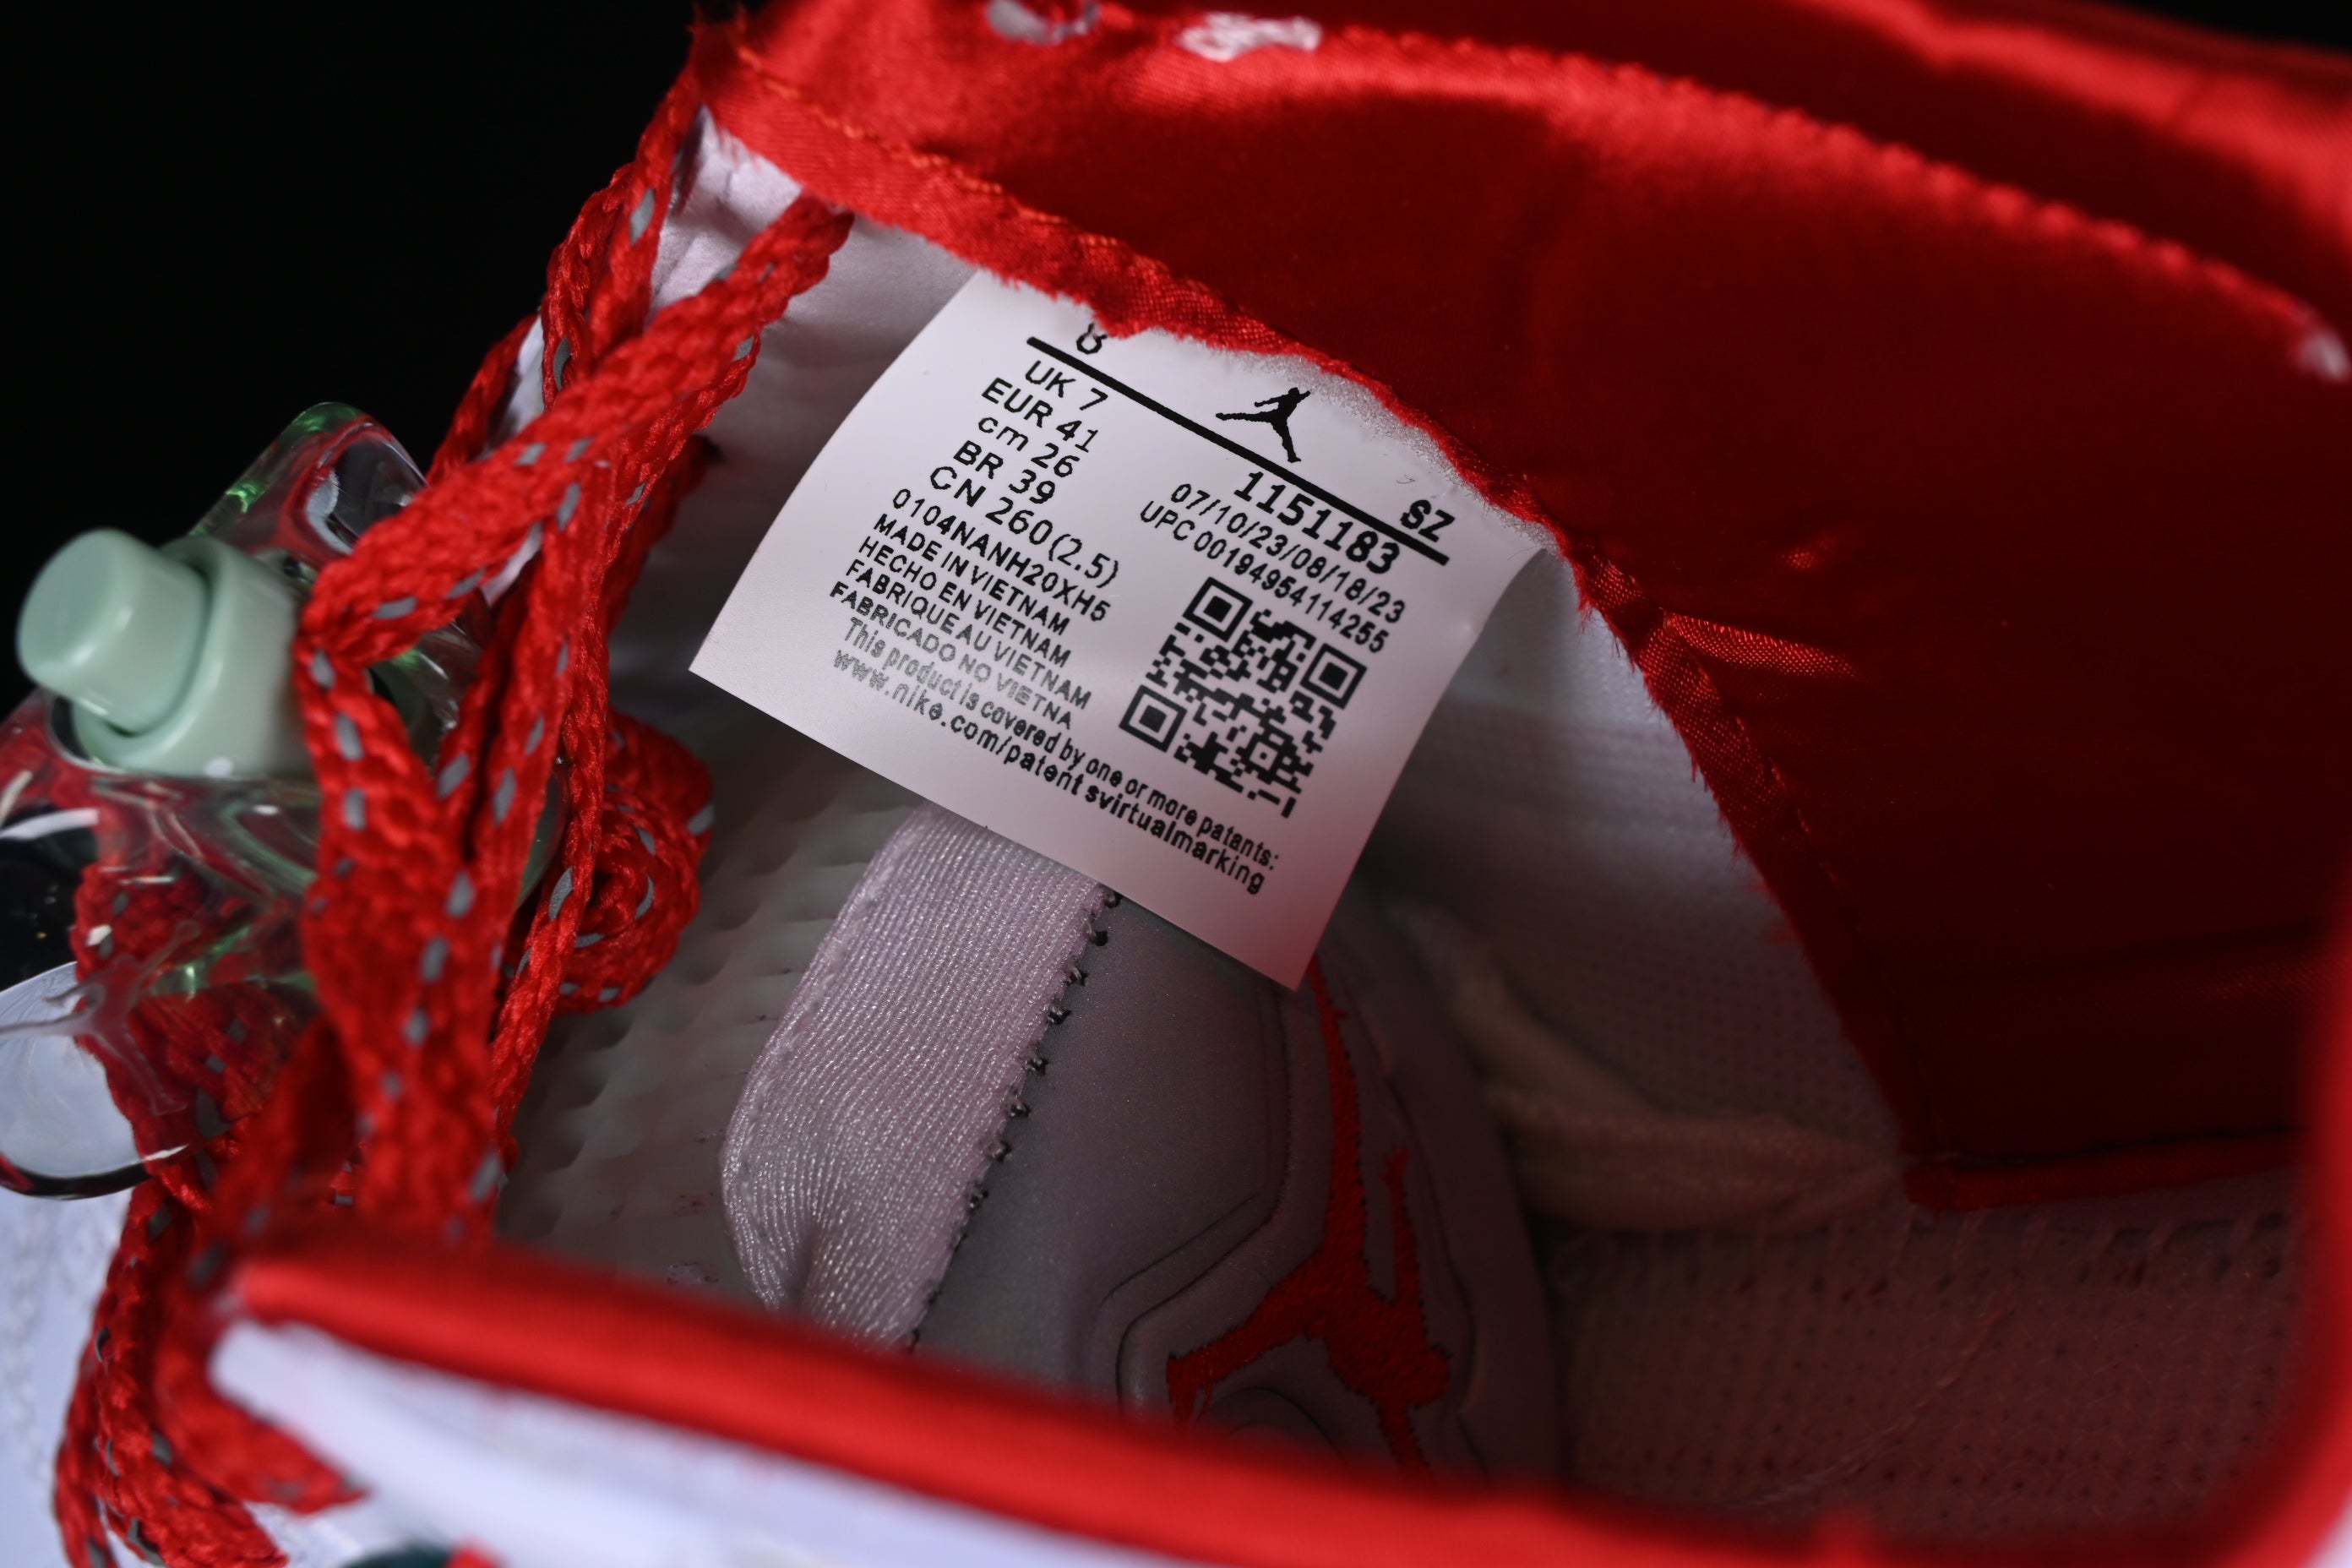 8
UK 7
EUR 41
cm 26
BR 39
CN 260(2.5)
0104NANH20XH5
MADE IN VIETNAM
HECHO EN VIETNAM
FABRIQUE AU VIETNAM
FABRICADO NO VIETNA
This product is covered by one or more patants:
www.nike.com/patent svirtualmarking
SZ
1151183
07/10/23/08/18/23
UPC 00194954114255